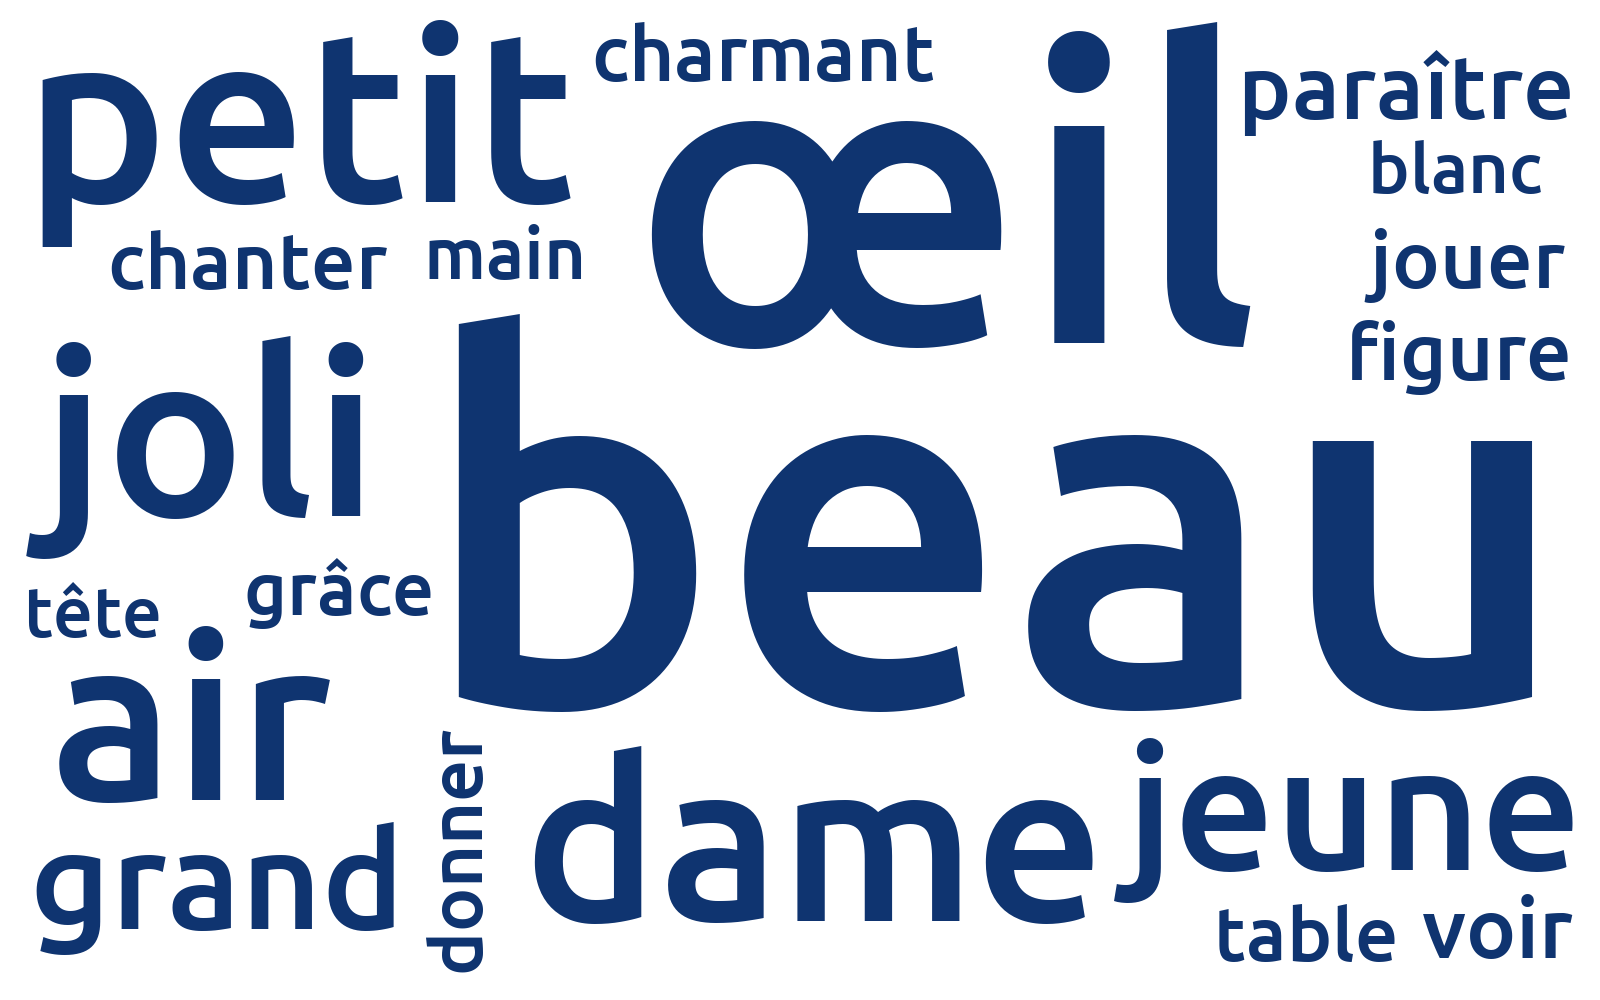 petit
charmant
œil
paraître
blanc
chanter
main
jouer
figure
joli
beau
tête
grâce
air
donner
dame
jeune
grand
table
voir